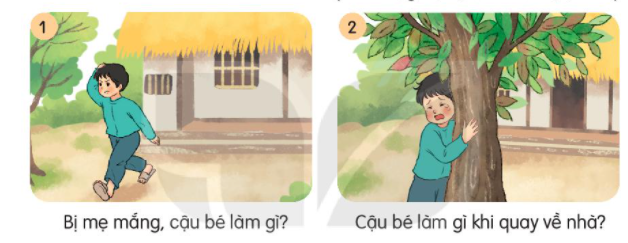 1
2
Bị mẹ mắng, cậu bé làm gì?
Cậu bé làm gì khi quay về nhà?